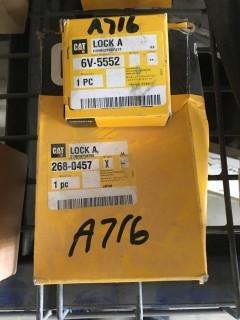 A716
CAT
LOCK A
6V-5552
1 PC
CAT
LOCK A.
268-0457
X
1 pc
A716